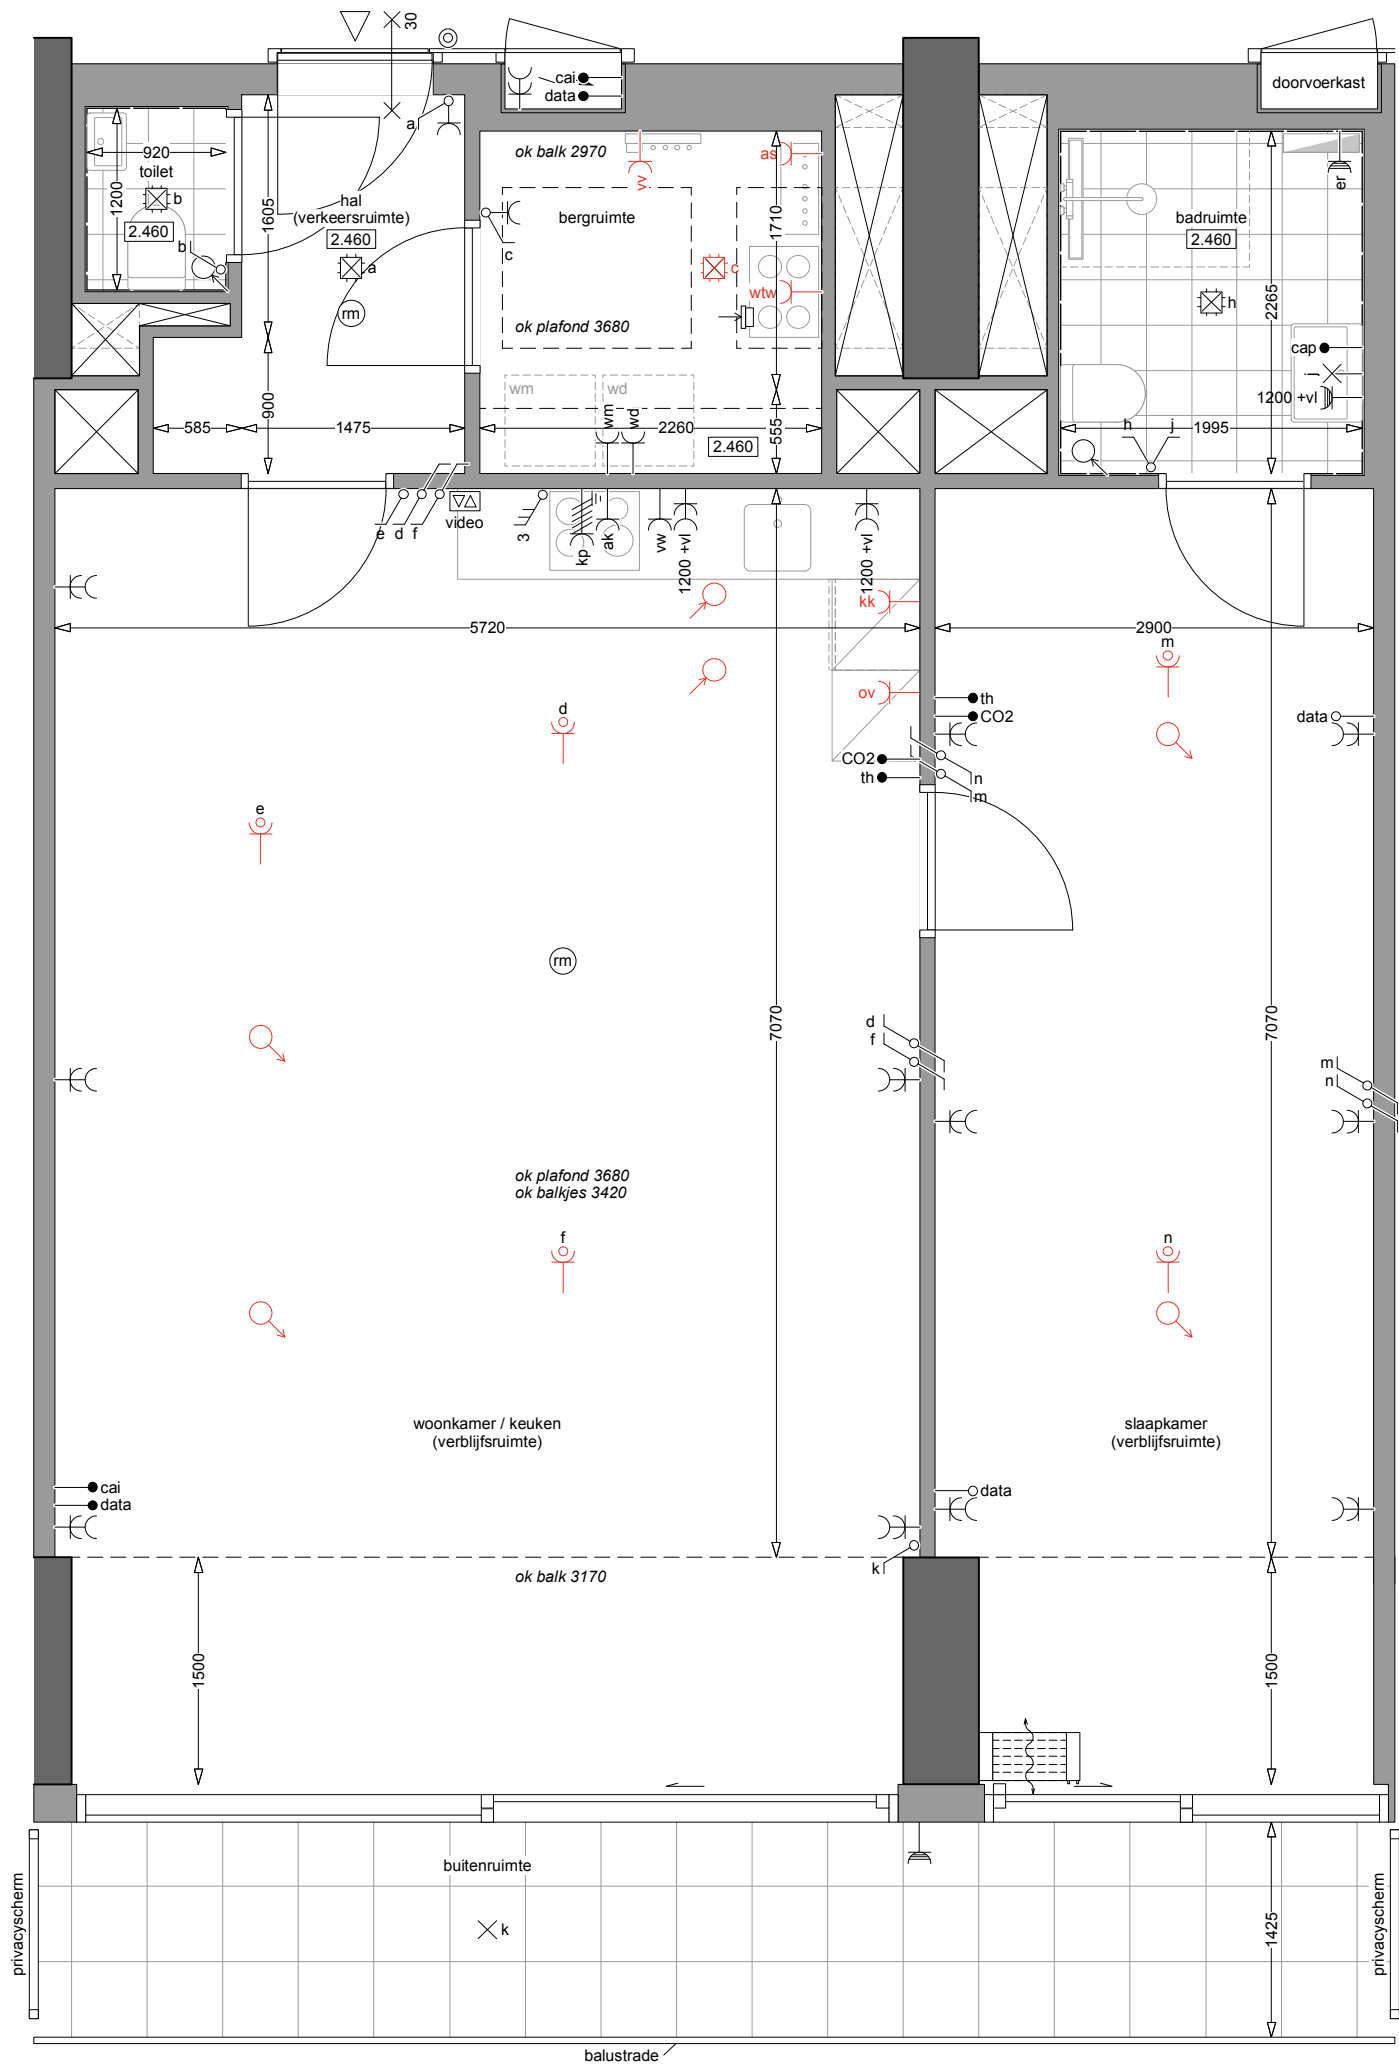 30
cai
data
doorvoerkast
a
920
toilet
b
1200
2.460
b
1605
hal
(verkeersruimte)
2.460
a
rm
ok balk 2970
vv
as
bergruimte
1710
c
c
wtw
ok plafond 3680
er
badruimte
2.460
2265
h
cap
j
1200 +vl
wm
wd
wm
wd
900
585
1475
2260
2.460
555
h
j
1995
e
d
f
video
3
kp
ak
vw
1200 +vl
1200 +vl
kk
5720
2900
m
ov
d
th
CO2
data
CO2
th
n
m
e
rm
7070
7070
d
f
m
n
ok plafond 3680
ok balkjes 3420
f
n
woonkamer / keuken
(verblijfsruimte)
slaapkamer
(verblijfsruimte)
cai
data
data
k
ok balk 3170
1500
1500
buitenruimte
k
privacyscherm
privacyscherm
1425
balustrade